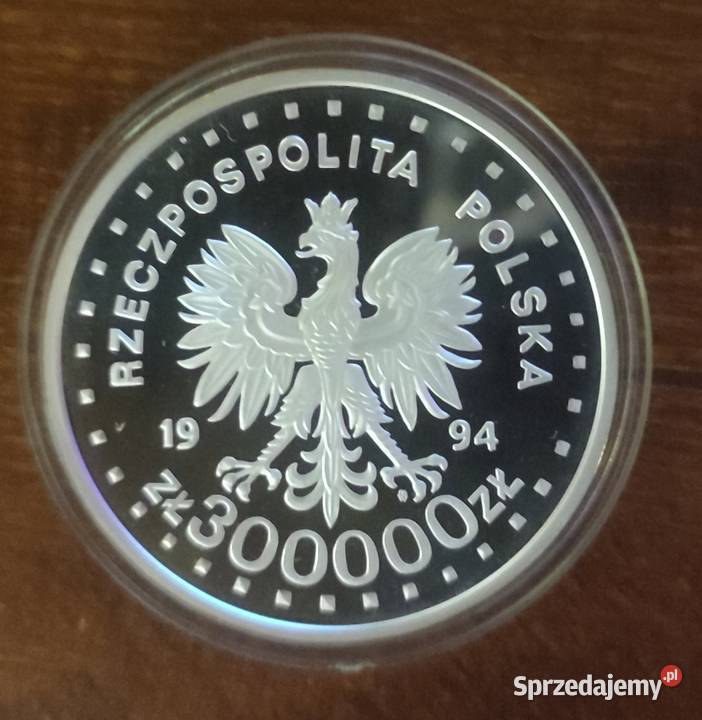 RZECZPOSPOLITA POLSKA
19 94
ZŁ 300000 ZŁ
Sprzedajemy.pl